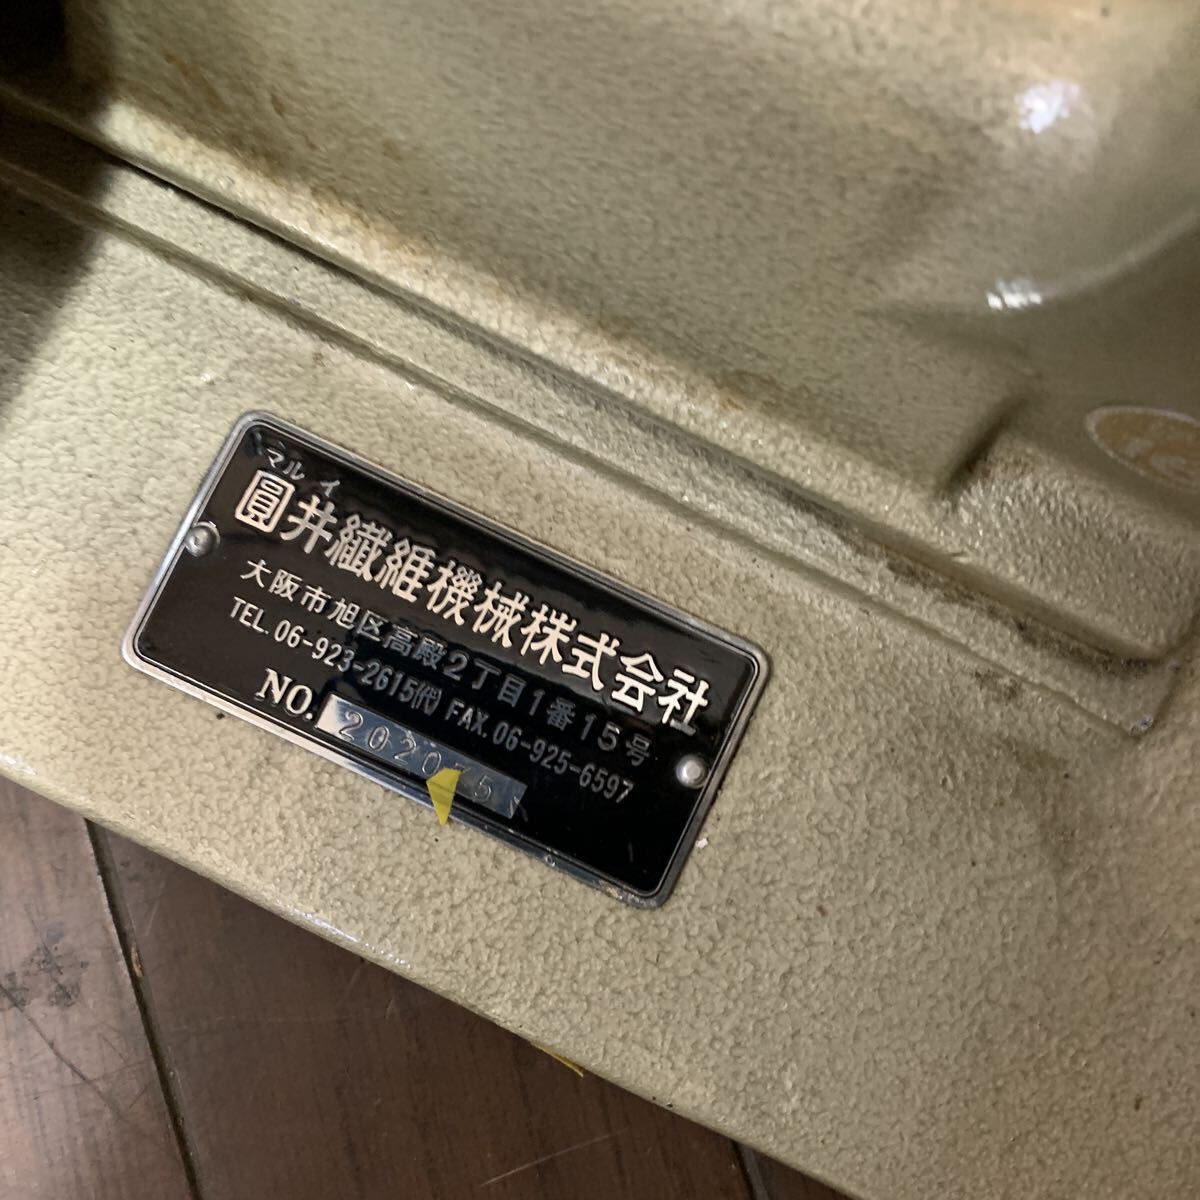 マルイ
圓井繊維機械株式会社
大阪市旭区高殿2丁目1番15号
TEL.06-923-2615㈹ FAX.06-925-6597
NO.